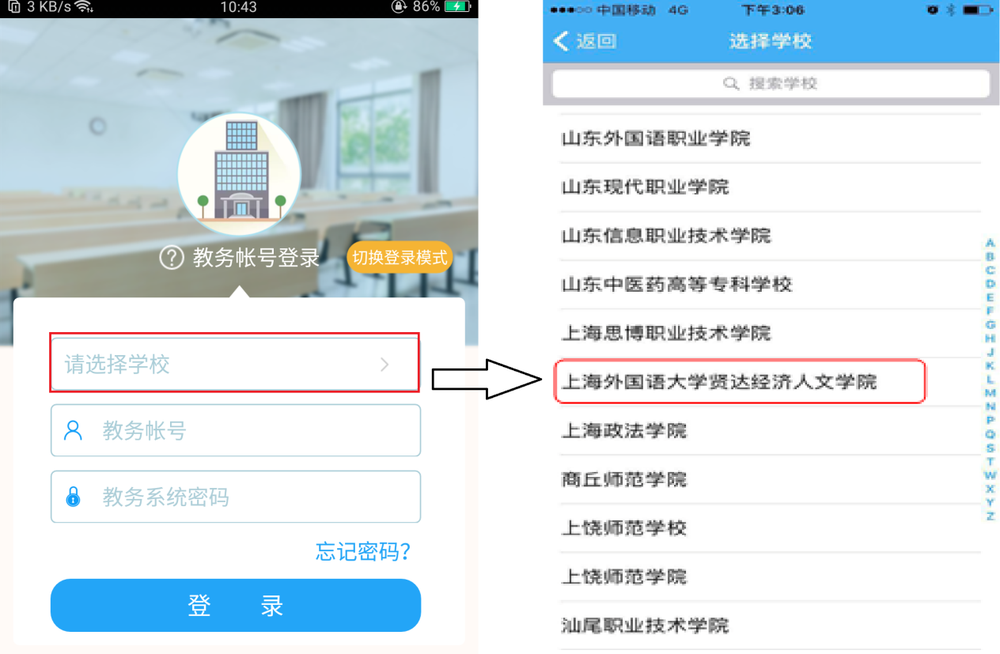 3 KB/s
10:43
86%
教务帐号登录
切换登录模式
请选择学校
教务帐号
教务系统密码
忘记密码?
登 录
中国移动 4G
下午3:06
返回
选择学校
搜索学校
山东外国语职业学院
山东现代职业学院
山东信息职业技术学院
山东中医药高等专科学校
上海思博职业技术学院
上海外国语大学贤达经济人文学院
上海政法学院
商丘师范学院
上饶师范学校
上饶师范学院
汕尾职业技术学院
A
B
C
D
E
F
G
H
J
K
L
M
N
P
Q
S
T
W
X
Y
Z